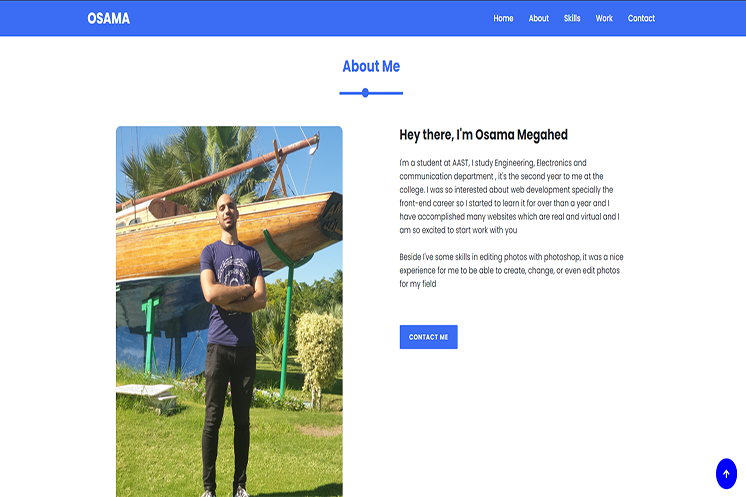 OSAMA
Home About Skills Work Contact
About Me
Hey there, I'm Osama Megahed
I'm a student at AAST, I study Engineering, Electronics and
communication department , it's the second year to me at the
college. I was so interested about web development specially the
front-end career so I started to learn it for over than a year and I
have accomplished many websites which are real and virtual and I
am so excited to start work with you
Beside I've some skills in editing photos with photoshop, it was a nice
experience for me to be able to create, change, or even edit photos
for my field
CONTACT ME